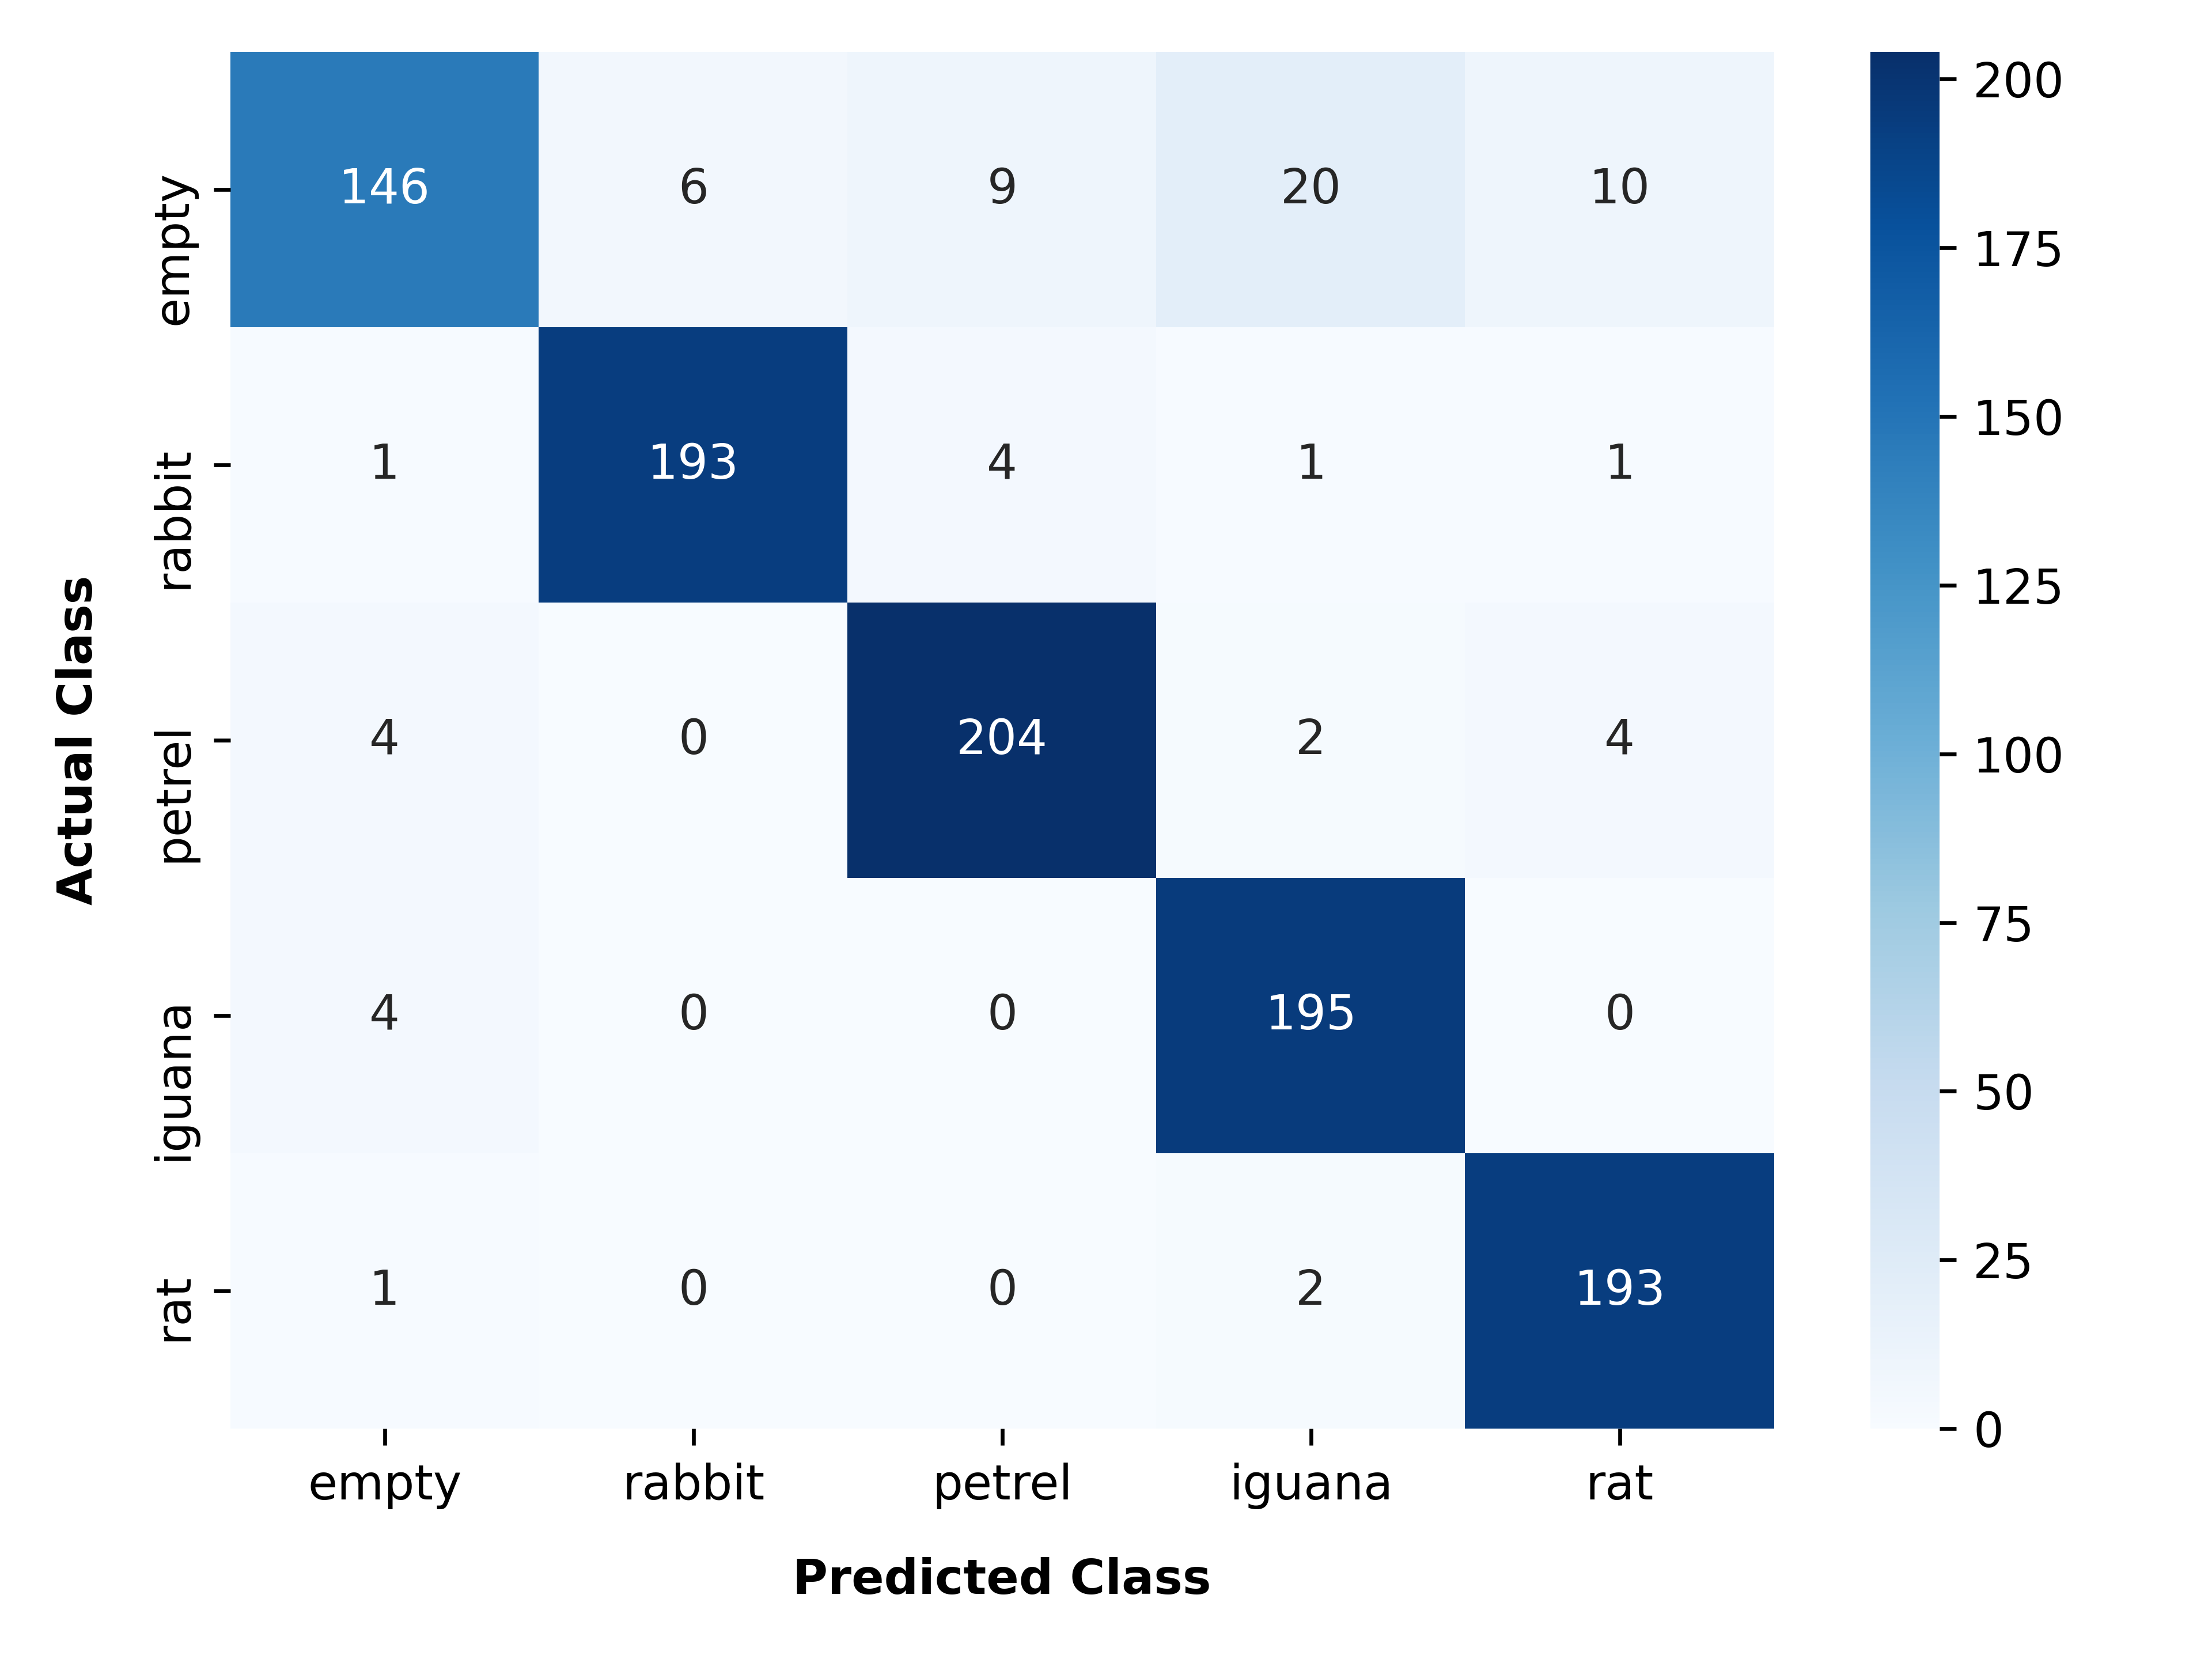 Actual Class
empty 146 6 9 20 10
rabbit 1 193 4 1 1
petrel 4 0 204 2 4
iguana 4 0 0 195 0
rat 1 0 0 2 193
empty rabbit petrel iguana rat
Predicted Class
200
175
150
125
100
75
50
25
0